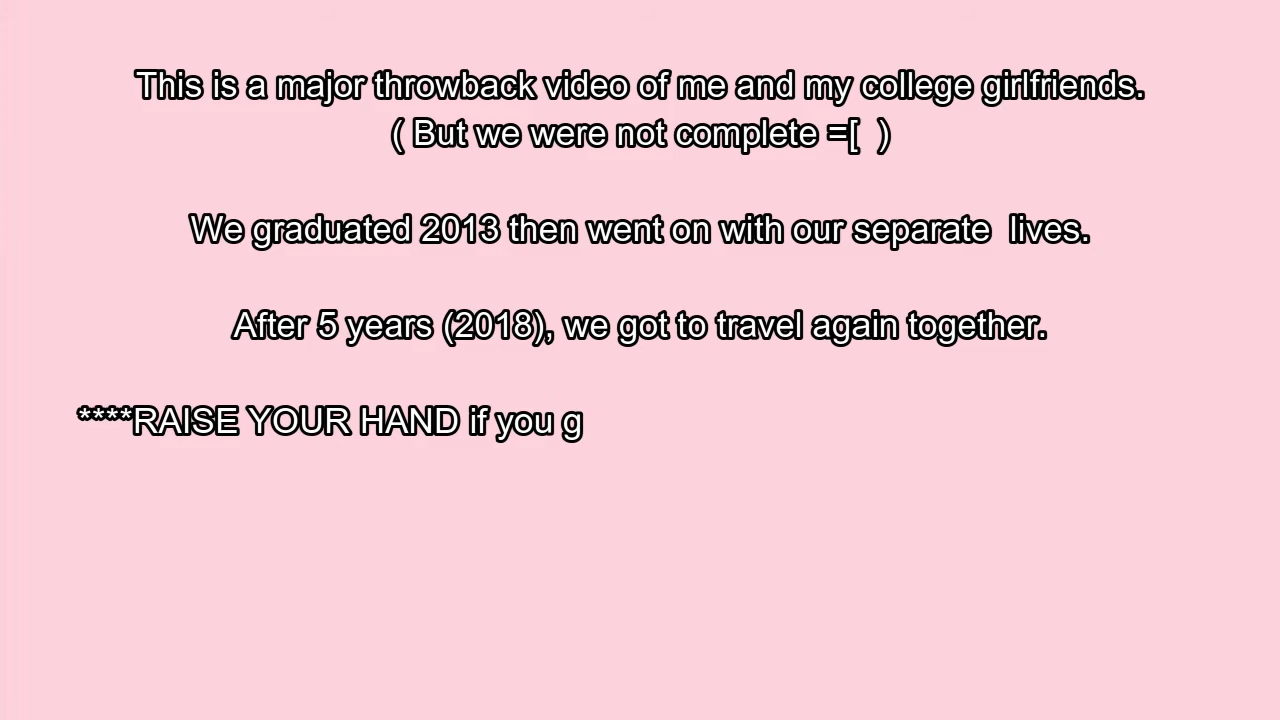 This is a major throwback video of me and my college girlfriends.
( But we were not complete =[  )
We graduated 2013 then went on with our separate  lives.
After 5 years (2018), we got to travel again together.
****RAISE YOUR HAND if you g